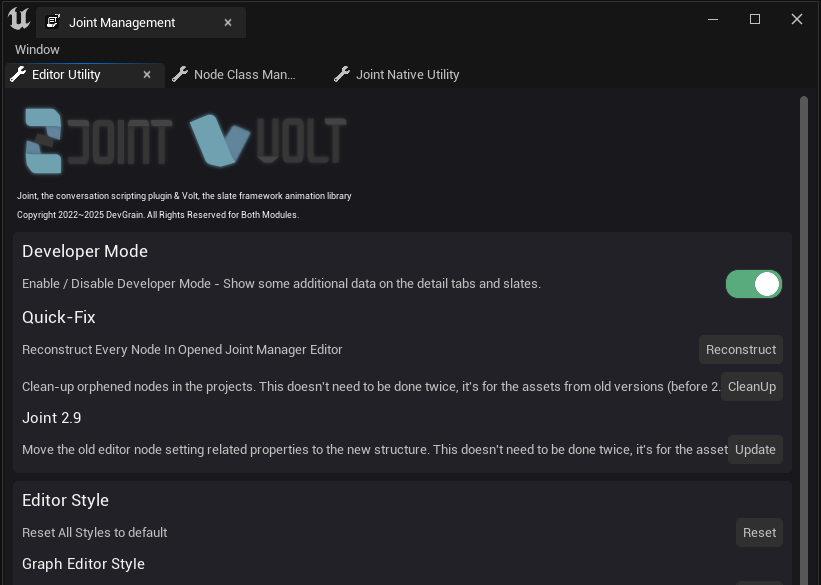 Joint Management
Window
Editor Utility
Node Class Man...
Joint Native Utility
JOINT VOLT
Joint, the conversation scripting plugin & Volt, the slate framework animation library
Copyright 2022~2025 DevGrain. All Rights Reserved for Both Modules.
Developer Mode
Enable / Disable Developer Mode - Show some additional data on the detail tabs and slates.
Quick-Fix
Reconstruct Every Node In Opened Joint Manager Editor
Reconstruct
Clean-up orphened nodes in the projects. This doesn't need to be done twice, it's for the assets from old versions (before 2.
CleanUp
Joint 2.9
Move the old editor node setting related properties to the new structure. This doesn't need to be done twice, it's for the asset
Update
Editor Style
Reset All Styles to default
Reset
Graph Editor Style